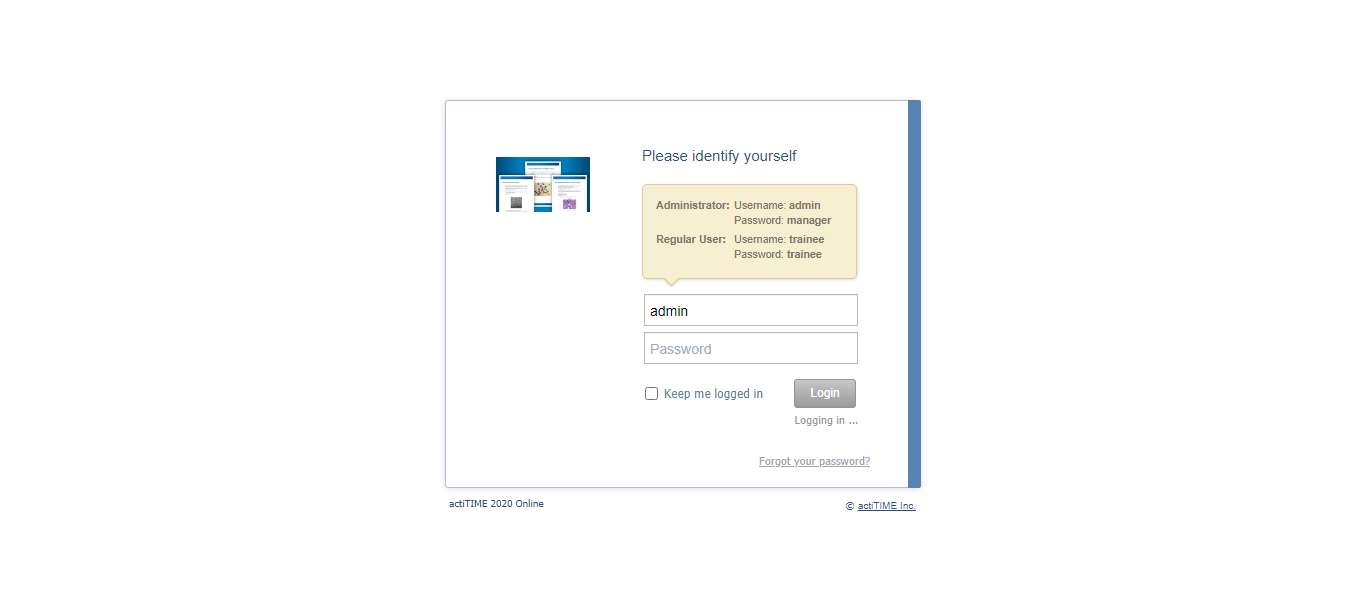 Please identify yourself
Administrator: Username: admin
Password: manager
Regular User: Username: trainee
Password: trainee
admin
Password
Keep me logged in
Login
Logging in ...
Forgot your password?
actiTIME 2020 Online
© actiTIME Inc.